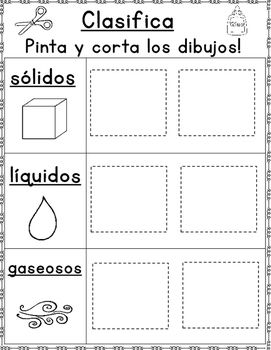 Clasifica
Pinta y corta los dibujos!
sólidos
líquidos
gaseosos